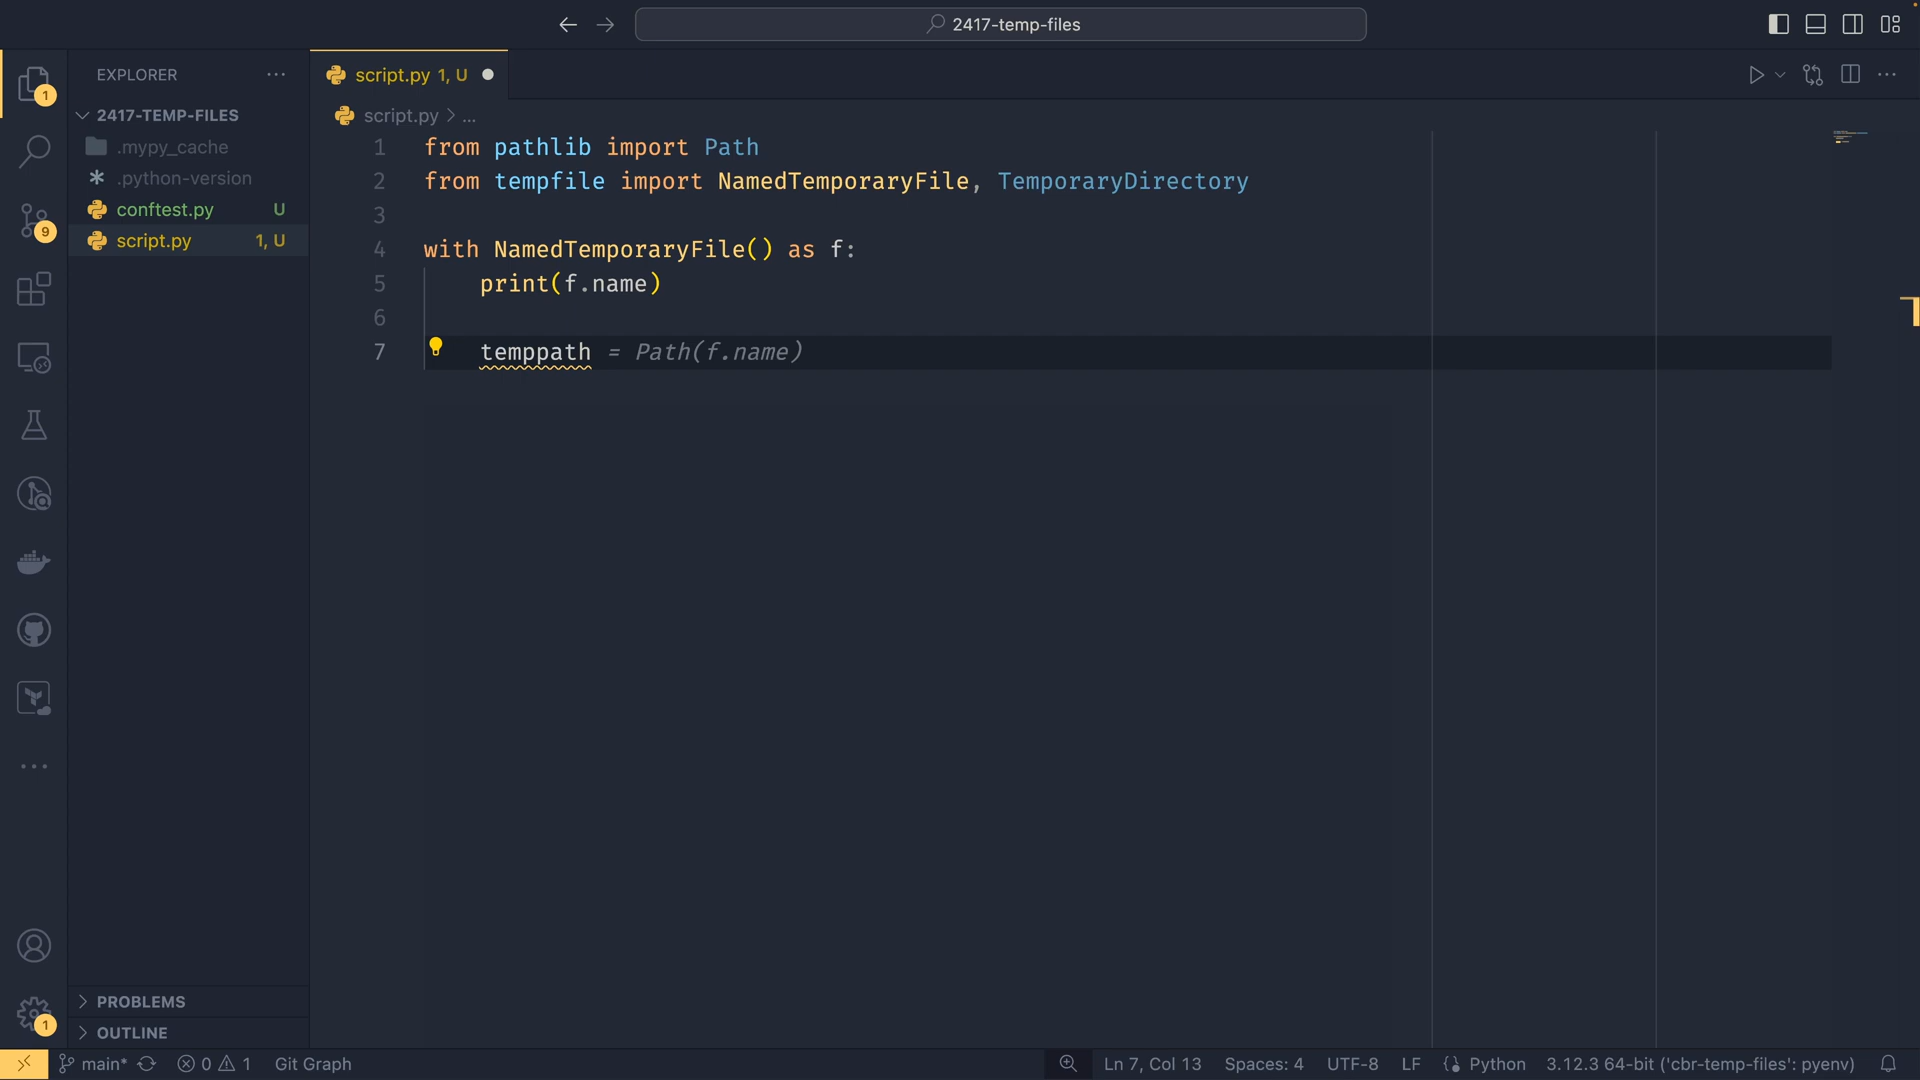 2417-temp-files
EXPLORER
script.py 1, U
2417-TEMP-FILES
script.py > ...
.mypy_cache
.python-version
conftest.py U
script.py 1, U
1 from pathlib import Path
2 from tempfile import NamedTemporaryFile, TemporaryDirectory
3
4 with NamedTemporaryFile() as f:
5 print(f.name)
6
7 temppath = Path(f.name)
1
9
1
PROBLEMS
OUTLINE
main* 0 1 Git Graph Ln 7, Col 13 Spaces: 4 UTF-8 LF Python 3.12.3 64-bit ('cbr-temp-files': pyenv)